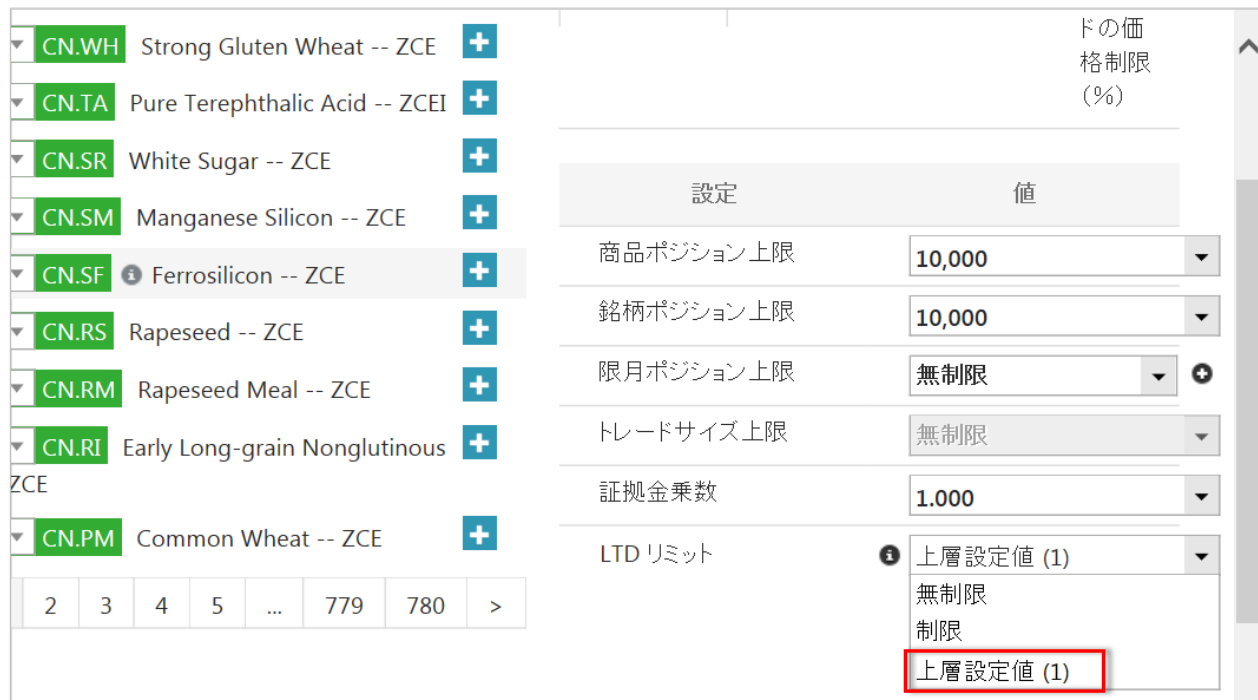 CN.WH Strong Gluten Wheat -- ZCE
CN.TA Pure Terephthalic Acid -- ZCEI
CN.SR White Sugar -- ZCE
CN.SM Manganese Silicon -- ZCE
CN.SF Ferrosilicon -- ZCE
CN.RS Rapeseed -- ZCE
CN.RM Rapeseed Meal -- ZCE
CN.RI Early Long-grain Nonglutinous
ZCE
CN.PM Common Wheat -- ZCE
2 3 4 5 ... 779 780 >
ドの価
格制限
(%)
設定 値
商品ポジション上限 10,000
銘柄ポジション上限 10,000
限月ポジション上限 無制限
トレードサイズ上限 無制限
証拠金乗数 1.000
LTD リミット 上層設定値 (1)
無制限
制限
上層設定値 (1)